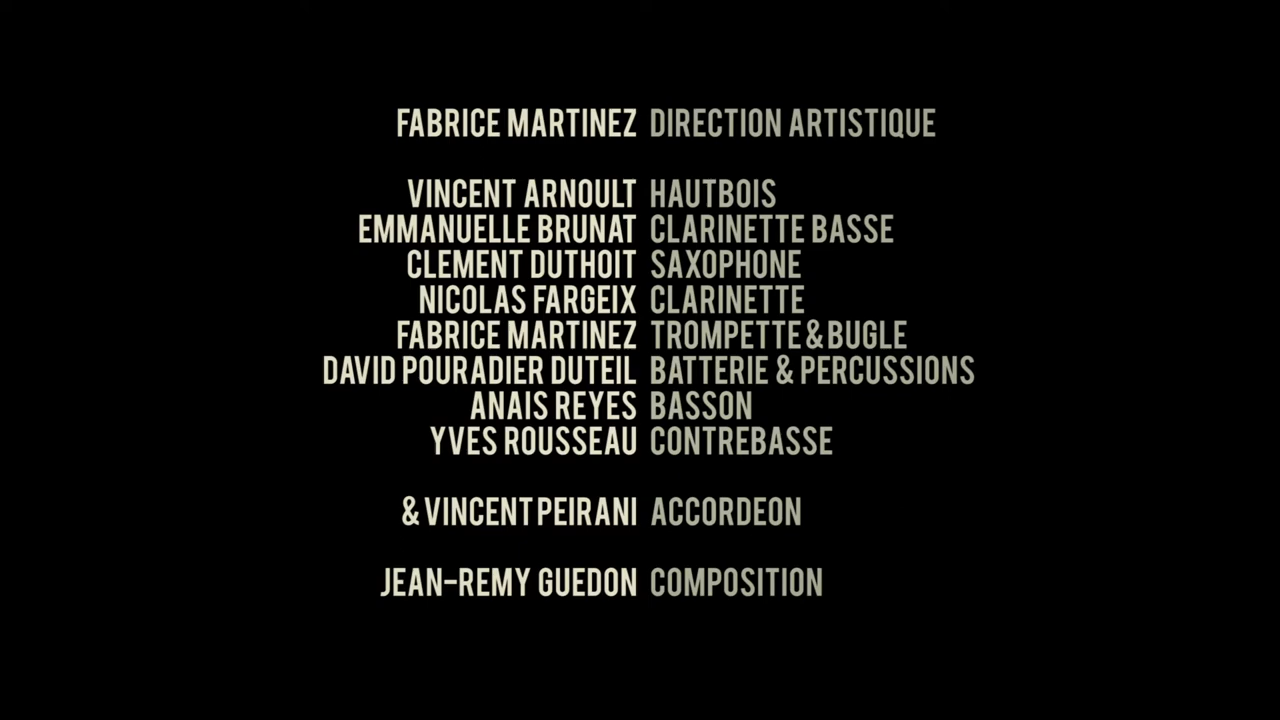 FABRICE MARTINEZ DIRECTION ARTISTIQUE
VINCENT ARNOULT HAUTBOIS
EMMANUELLE BRUNAT CLARINETTE BASSE
CLEMENT DUTHOIT SAXOPHONE
NICOLAS FARGEIX CLARINETTE
FABRICE MARTINEZ TROMPETTE & BUGLE
DAVID POURADIER DUTEIL BATTERIE & PERCUSSIONS
ANAIS REYES BASSON
YVES ROUSSEAU CONTREBASSE
& VINCENT PEIRANI ACCORDEON
JEAN-REMY GUEDON COMPOSITION